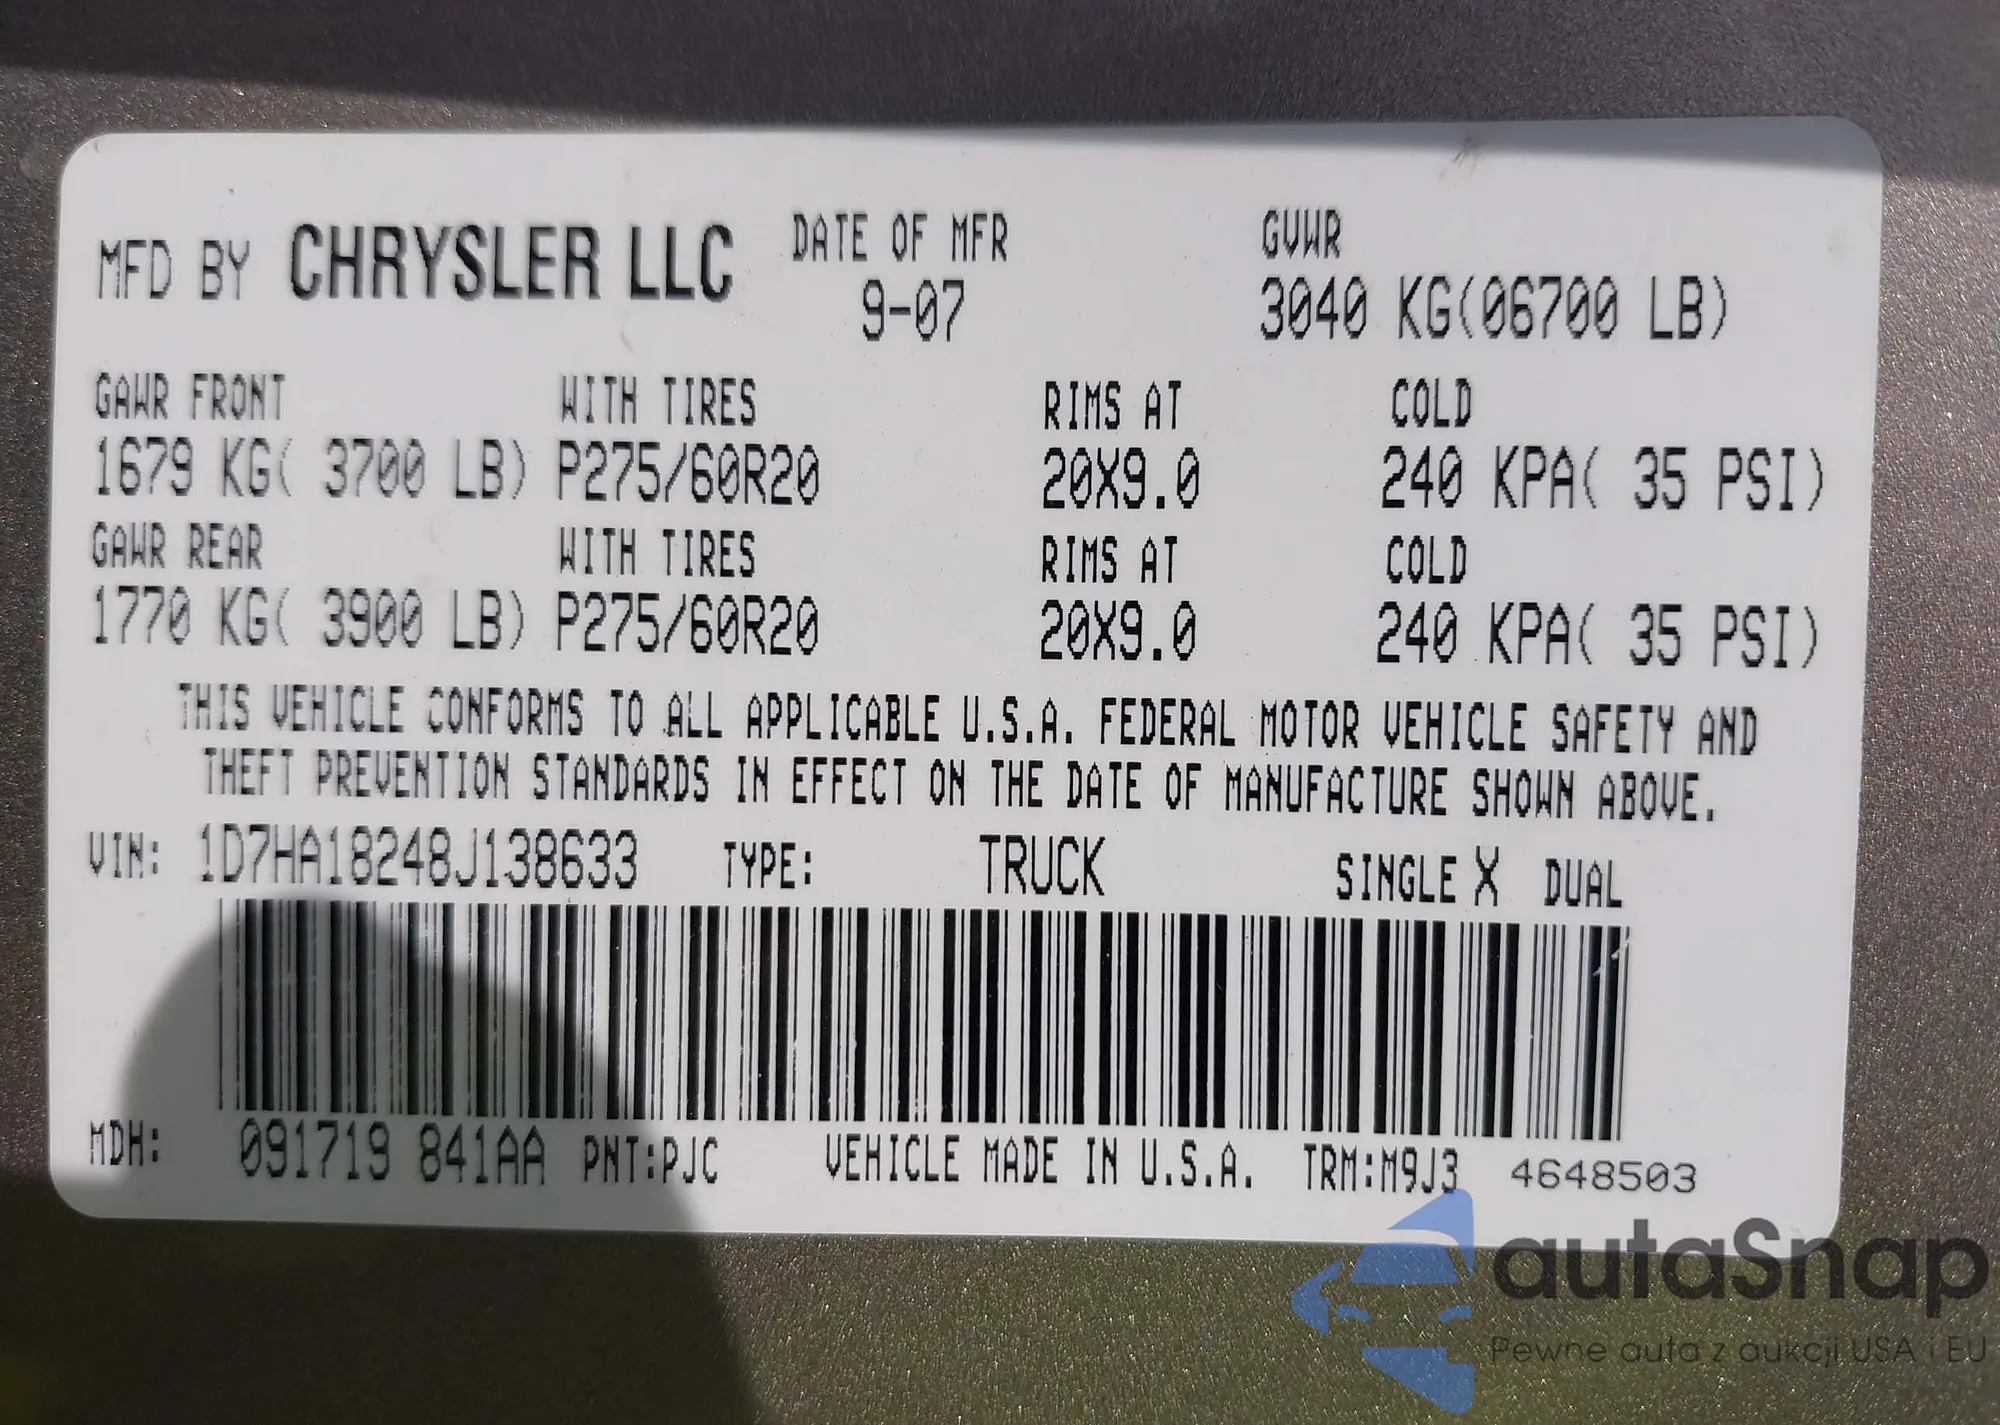 MFD BY CHRYSLER LLC DATE OF MFR GVWR
9-07 3040 KG(06700 LB)
GAWR FRONT WITH TIRES RIMS AT COLD
1679 KG( 3700 LB) P275/60R20 20X9.0 240 KPA( 35 PSI)
GAWR REAR WITH TIRES RIMS AT COLD
1770 KG( 3900 LB) P275/60R20 20X9.0 240 KPA( 35 PSI)
THIS VEHICLE CONFORMS TO ALL APPLICABLE U.S.A. FEDERAL MOTOR VEHICLE SAFETY AND
THEFT PREVENTION STANDARDS IN EFFECT ON THE DATE OF MANUFACTURE SHOWN ABOVE.
VIN: 1D7HA18248J138633 TYPE: TRUCK SINGLE X DUAL
MDH: 091719 841AA PNT:PJC VEHICLE MADE IN U.S.A. TRM:M9J3 4648503
autaSnap
Pewne auta z aukcji USA i EU